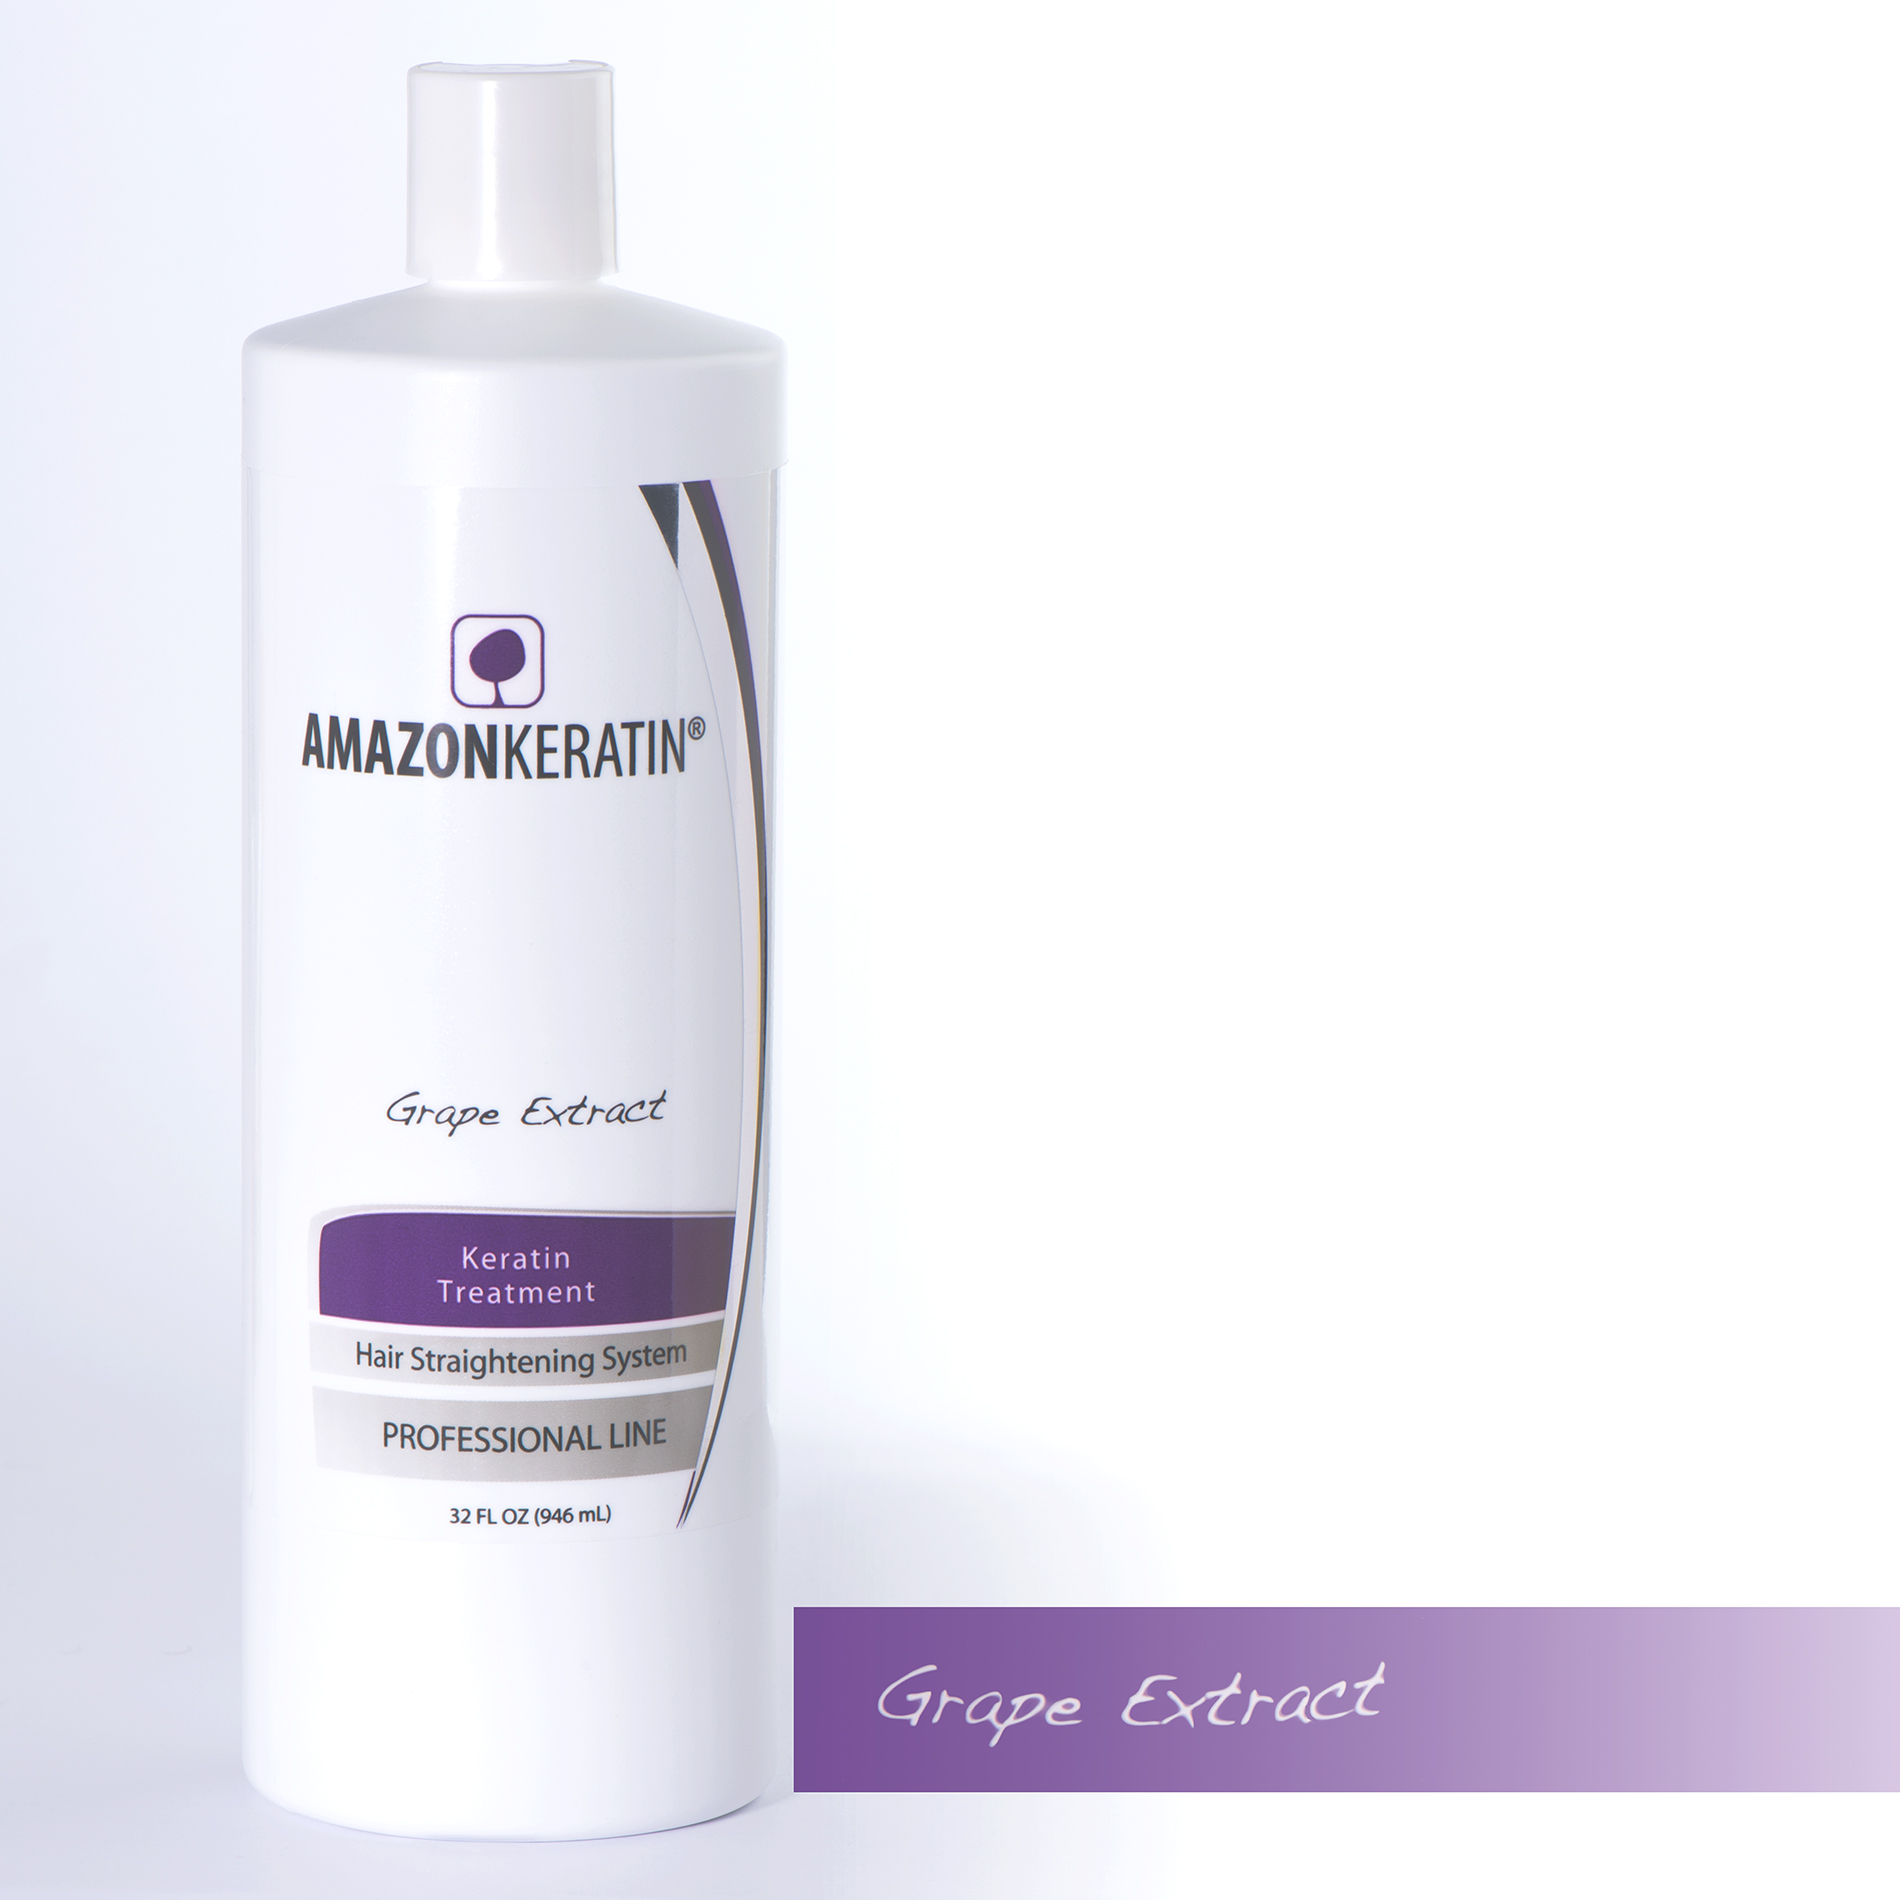 AMAZONKERATIN®
Grape Extract
Keratin
Treatment
Hair Straightening System
PROFESSIONAL LINE
32 FL OZ (946 mL)
Grape Extract